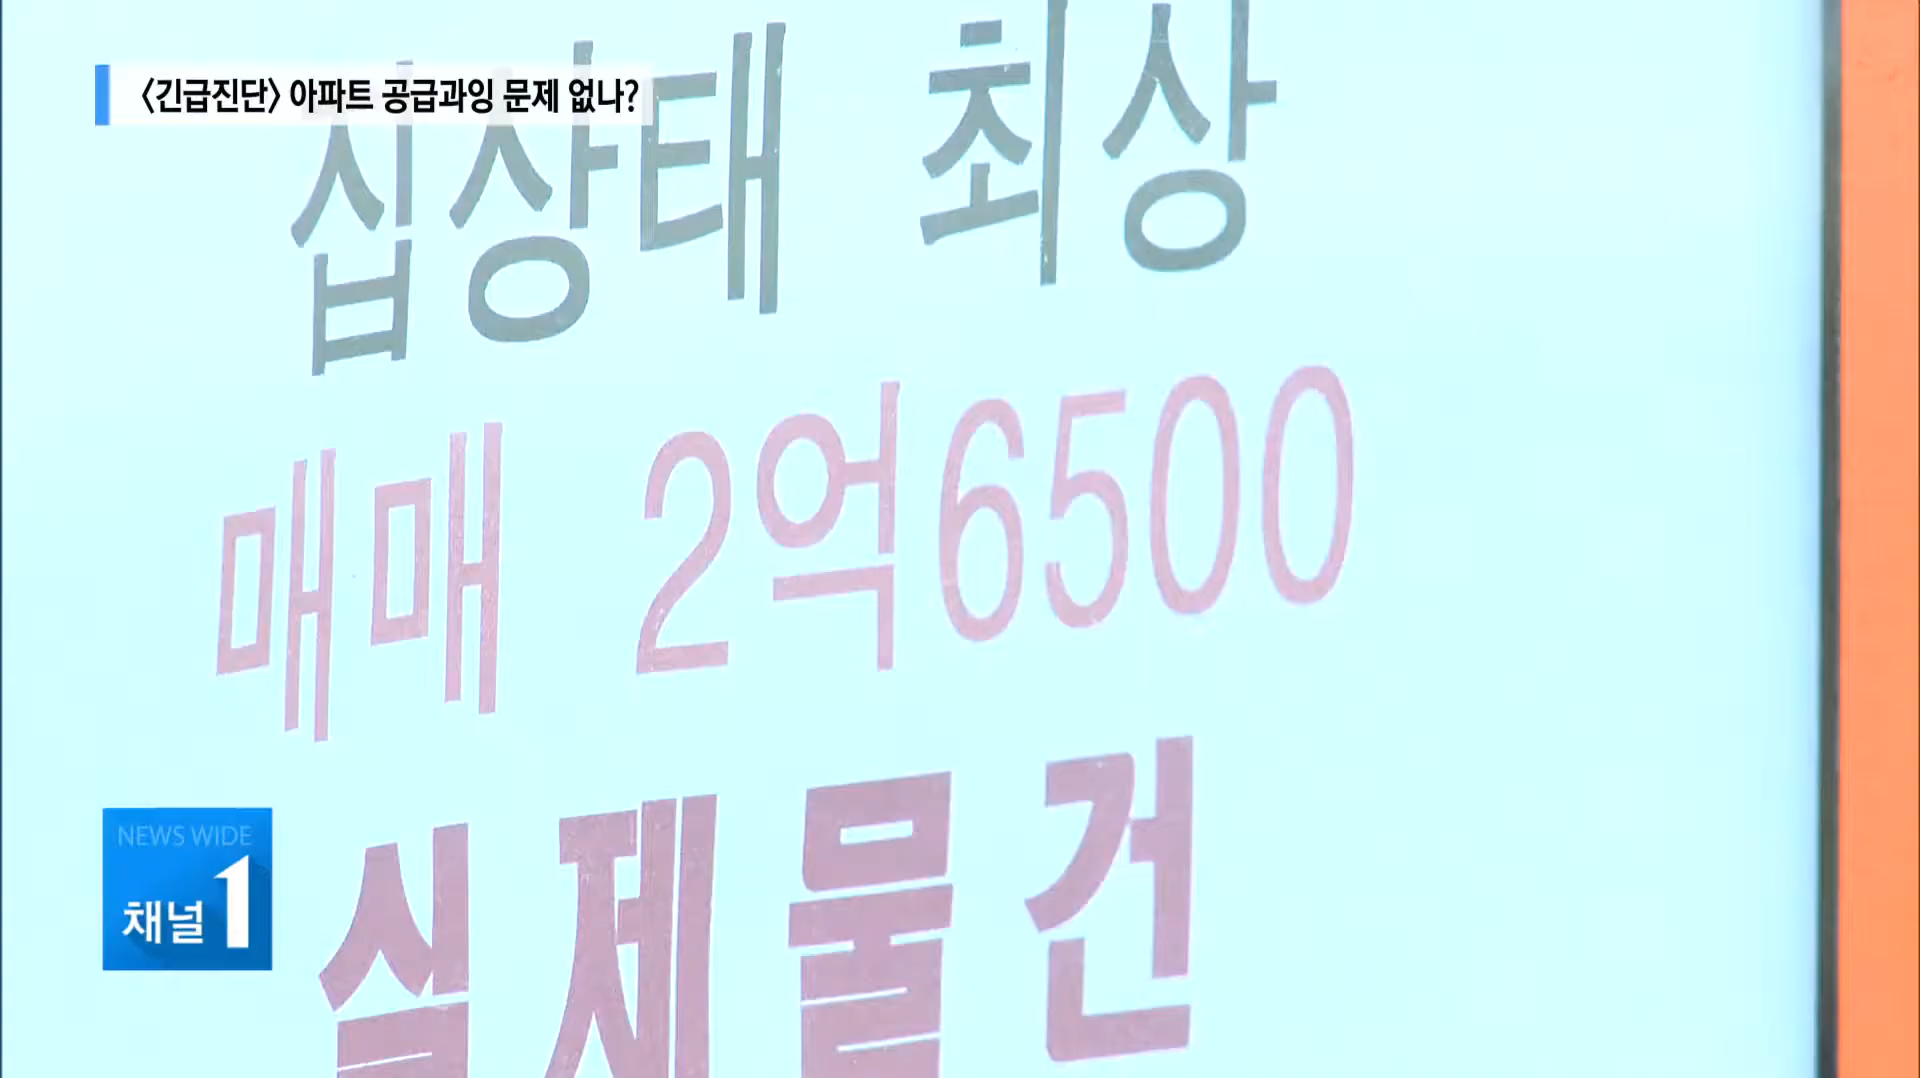 <긴급진단> 아파트 공급과잉 문제 없나?
집상태 최상
매매 2억6500
실제물건
NEWS WIDE
채널 1